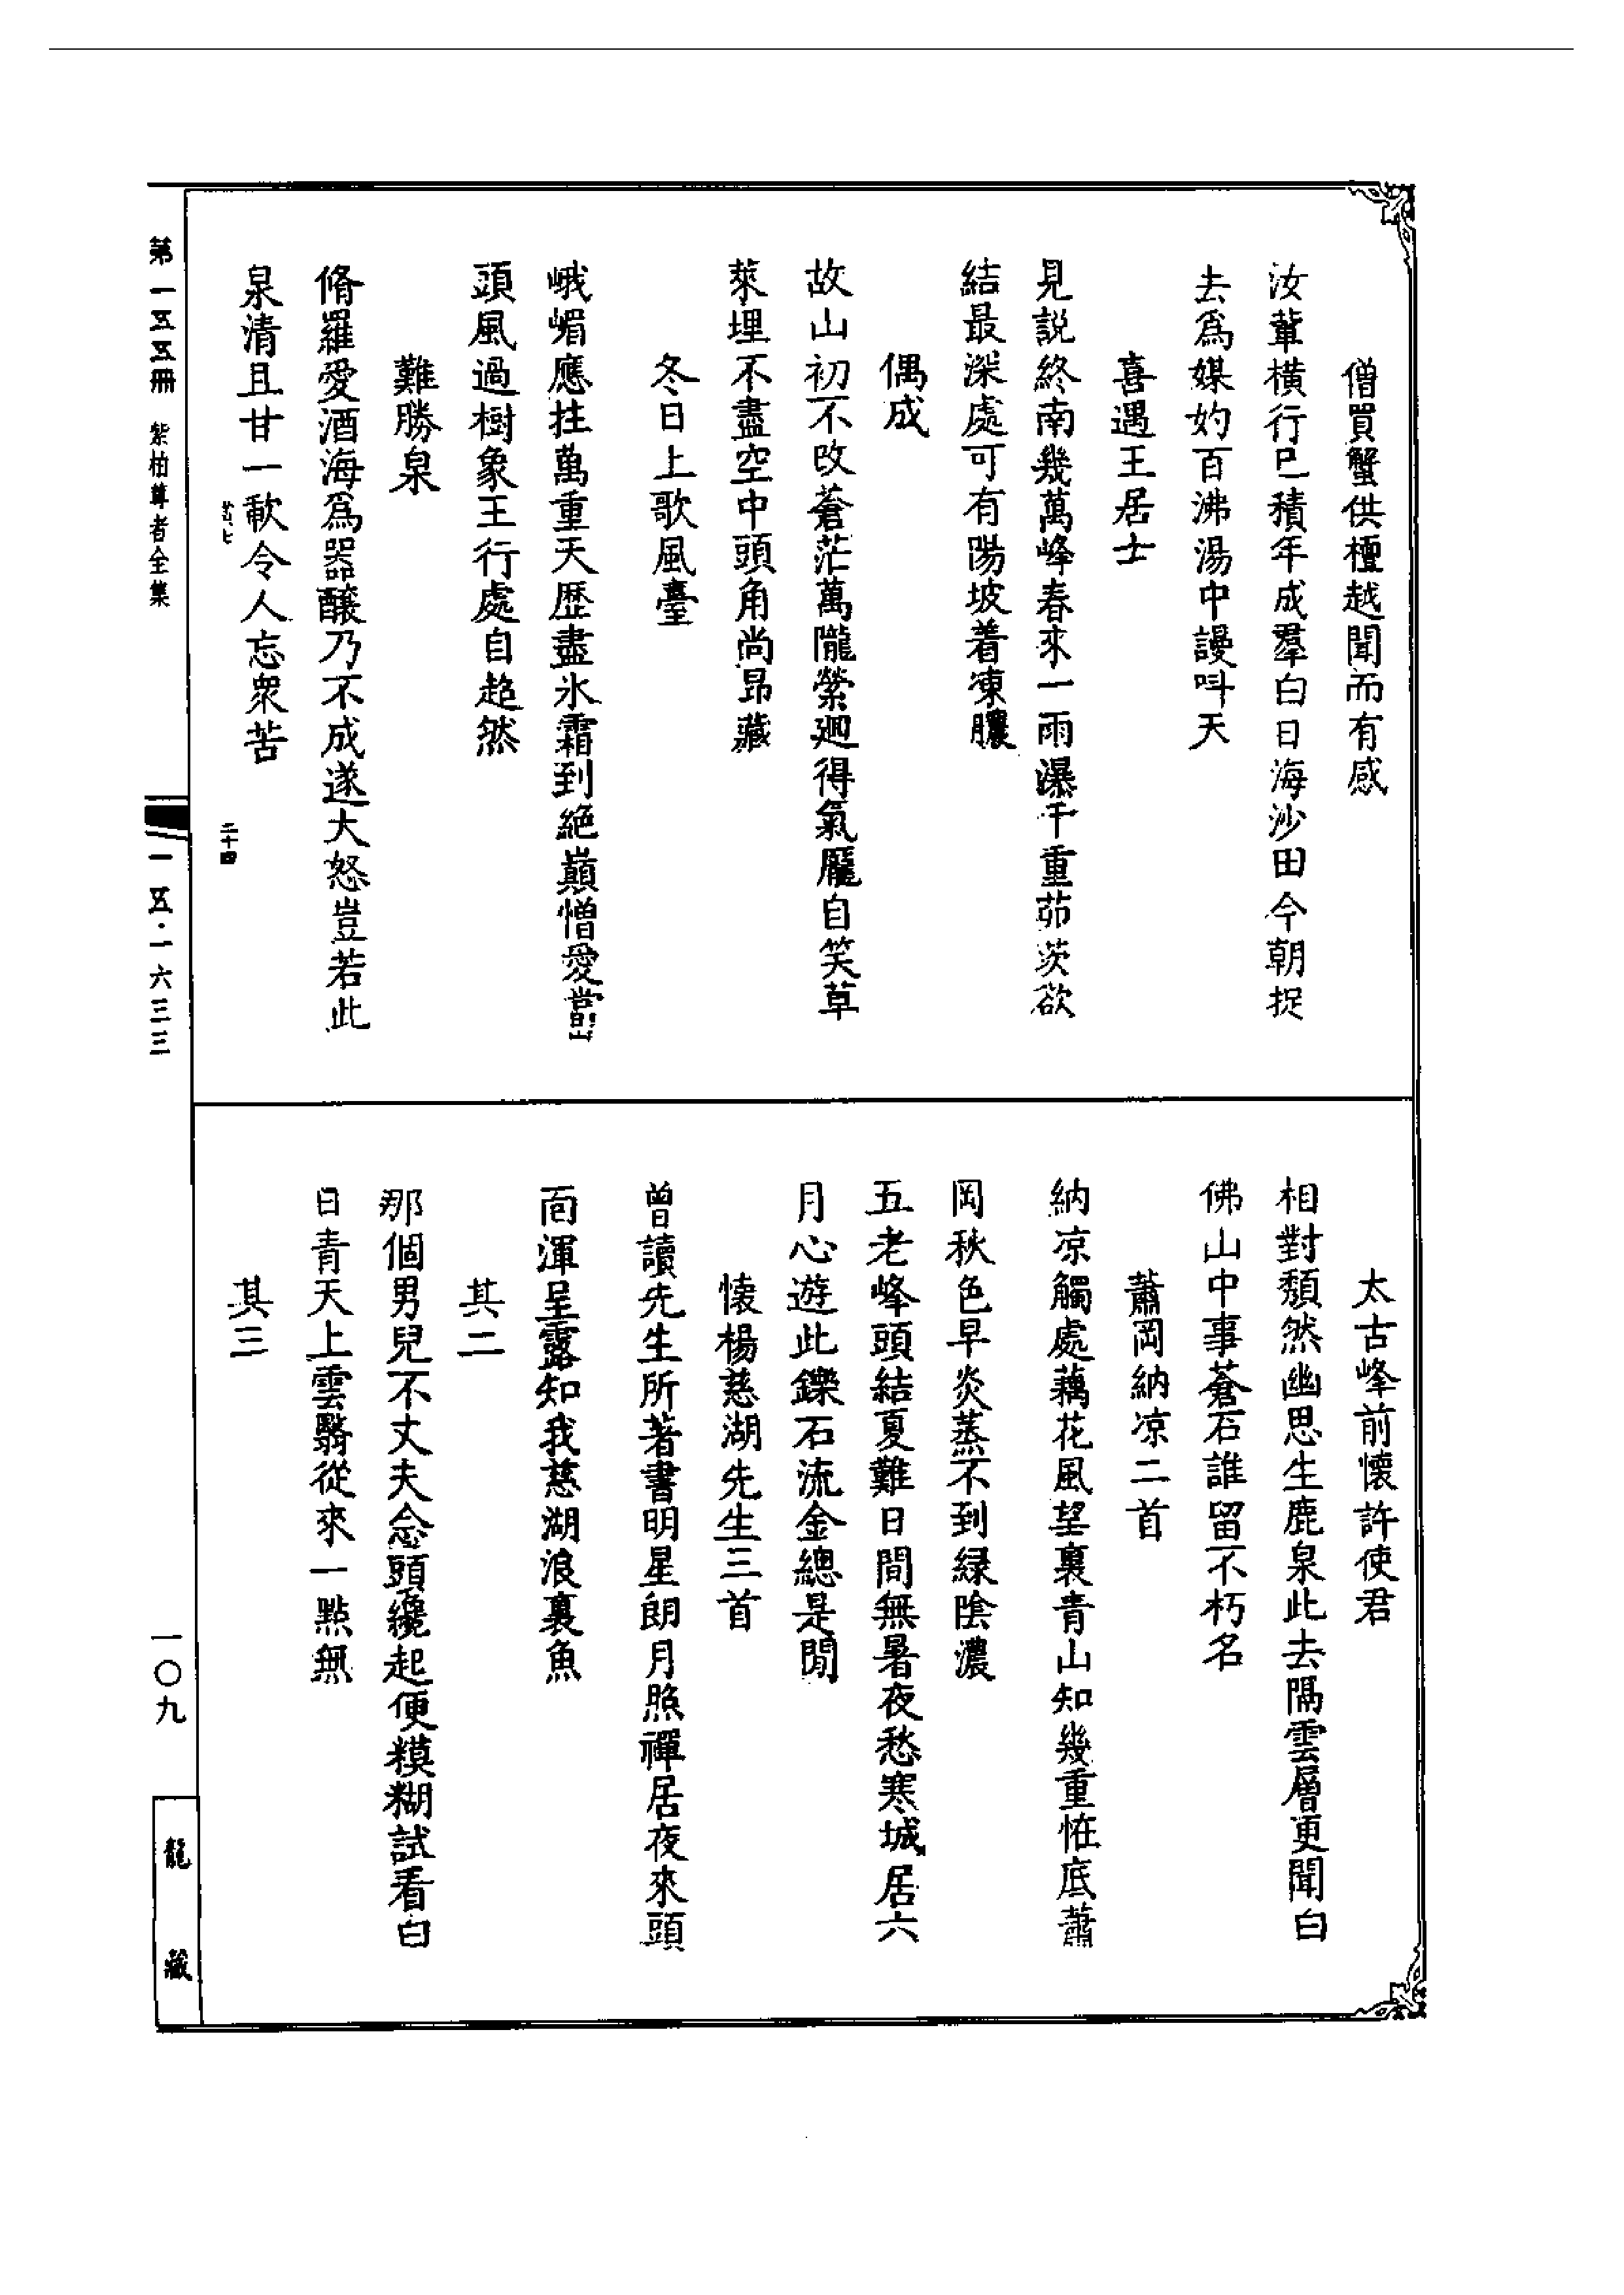 僧買蟹供檀越聞而有感
汝輩橫行已積年成羣白日海沙田今朝捉
去爲媒妁百沸湯中謾呌天
喜遇王居士
見説終南幾萬峰春來一雨瀑千重茆茨欲
結最深處可有陽坡着凍膿
偶成
故山初不改蒼茫萬隴縈廻得氣龎自笑草
萊埋不盡空中頭角尚昂藏
冬日上歌風臺
峨嵋應拄萬重天歷盡氷霜到絶巔憎愛當
頭風過樹象王行處自超然
難勝泉
脩羅愛酒海爲器釀乃不成遂大怒豈若此
泉清且甘一㰱令人忘衆苦
二十四
太古峰前懷許使君
相對頹然幽思生鹿泉此去隔雲層更聞白
佛山中事蒼石誰留不朽名
蕭岡納凉二首
納凉觸處藕花風望裏青山知幾重恠底蕭
岡秋色早炎蒸不到緑陰濃
五老峰頭結夏難日間無暑夜愁寒城居六
月心遊此鑠石流金總是閒
懷楊慈湖先生三首
曽讀先生所著書明星朗月照禪居夜來頭
面渾呈露知我慈湖浪裏魚
其二
那個男兒不丈夫念頭纔起便糢糊試看白
日青天上雲翳從來一點無
其三
第一五五冊 紫柏尊者全集
一五五·一六三三
一〇九
龍藏